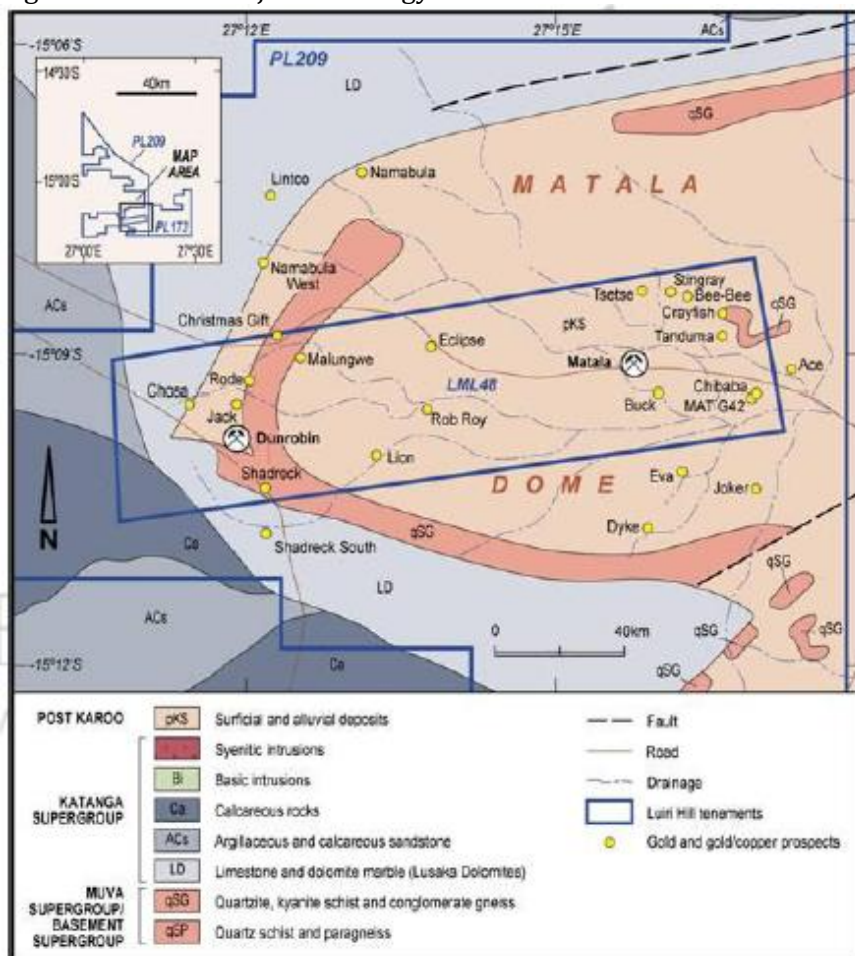 27°12'E
27°15'E
ACs
-15°06'S
14°30'S
PL209
LD
40km
qSG
PL209
MAP
AREA
Namabula
MATALA
15°00'S
Lintco
PL173
27°00'E
27°30'E
Namabula
West
Tsetse
Stingray
Bee-Bee
qSG
ACs
Christmas Gift
pKS
Crayfish
Eclipse
Tanduma
-15°09'S
Malungwe
Matala
Ace
Rode
LML48
Chibaba
Ghosa
Jack
Rob Roy
Buck
MAT G42
Dunrobin
Lion
Shadrock
DOME
Eva
Joker
N
Ca
qSG
Dyke
Shadreck South
qSG
LD
ACs
0
40km
qSG
qSG
-15°12'S
Ca
qSG
POST KAROO
pKS
Surficial and alluvial deposits
Fault
Syenitic intrusions
Road
KATANGA
SUPERGROUP
Bi
Basic intrusions
Drainage
Ca
Calcareous rocks
Luiri Hill tenements
ACs
Argillaceous and calcareous sandstone
Gold and gold/copper prospects
LD
Limestone and dolomite marble (Lusaka Dolomites)
MUVA
SUPERGROUP/
BASEMENT
SUPERGROUP
qSG
Quartzite, kyanite schist and conglomerate gneiss
qSP
Quartz schist and paragneiss